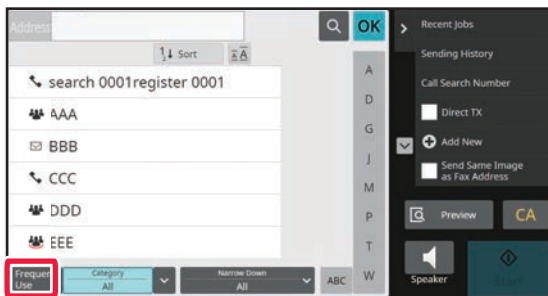 Address
OK
Sort
A
search 0001register 0001
AAA
BBB
CCC
DDD
EEE
A
D
G
J
M
P
T
W
Frequen
Use
Category
All
Narrow Down
All
ABC
Recent Jobs
Sending History
Call Search Number
Direct TX
Add New
Send Same Image
as Fax Address
Preview
CA
Speaker
Start